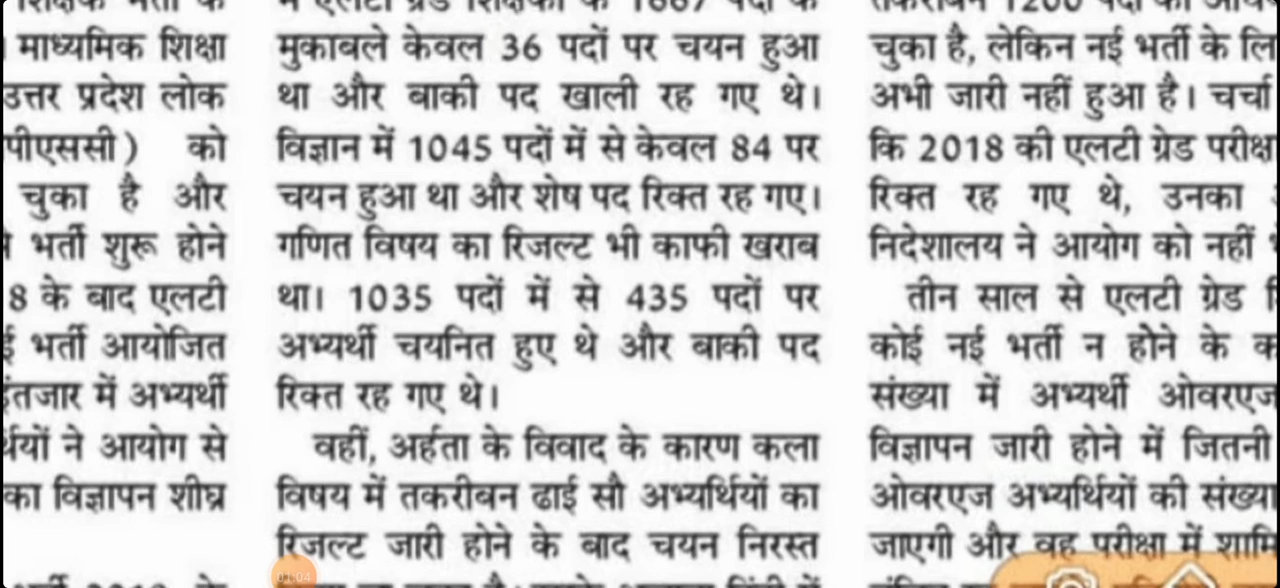 माध्यमिक शिक्षा
उत्तर प्रदेश लोक
पीएससी) को
चुका है और
भर्ती शुरू होने
8 के बाद एलटी
ई भर्ती आयोजित
इंतजार में अभ्यर्थी
र्थियों ने आयोग से
का विज्ञापन शीघ्र
मुकाबले केवल 36 पदों पर चयन हुआ
था और बाकी पद खाली रह गए थे।
विज्ञान में 1045 पदों में से केवल 84 पर
चयन हुआ था और शेष पद रिक्त रह गए।
गणित विषय का रिजल्ट भी काफी खराब
था। 1035 पदों में से 435 पदों पर
अभ्यर्थी चयनित हुए थे और बाकी पद
रिक्त रह गए थे।
वहीं, अर्हता के विवाद के कारण कला
विषय में तकरीबन ढाई सौ अभ्यर्थियों का
रिजल्ट जारी होने के बाद चयन निरस्त
चुका है, लेकिन नई भर्ती के लि
अभी जारी नहीं हुआ है। चर्चा
कि 2018 की एलटी ग्रेड परीक्ष
रिक्त रह गए थे, उनका
निदेशालय ने आयोग को नहीं
तीन साल से एलटी ग्रेड
कोई नई भर्ती न होने के क
संख्या में अभ्यर्थी ओवरएज
विज्ञापन जारी होने में जितनी
ओवरएज अभ्यर्थियों की संख्या
जाएगी और वह परीक्षा में शामि
01:04